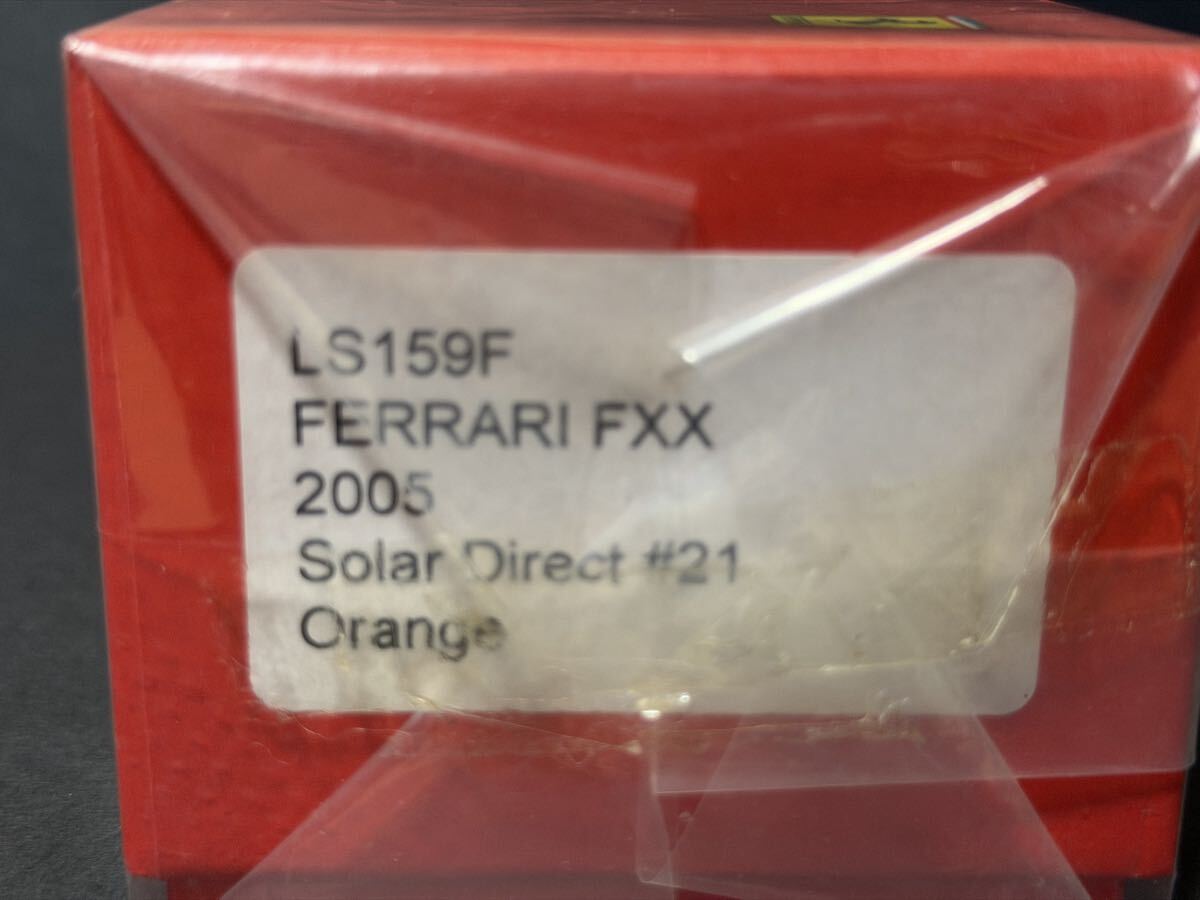 LS159F
FERRARI FXX
2005
Solar Direct #21
Orange